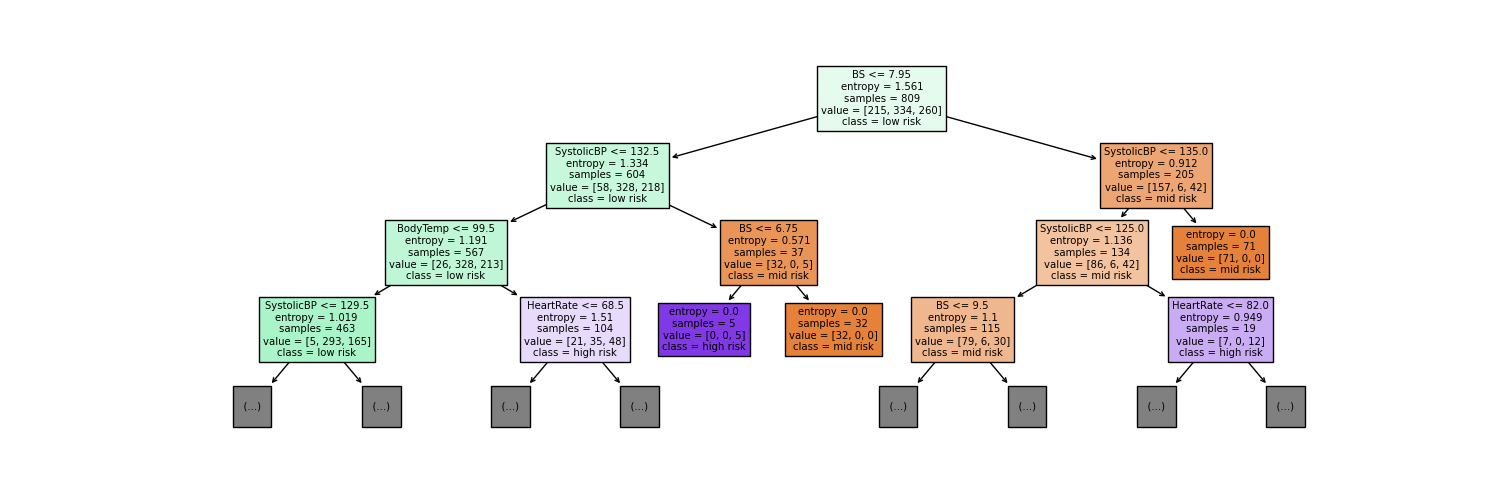 BS <= 7.95
entropy = 1.561
samples = 809
value = [215, 334, 260]
class = low risk
SystolicBP <= 132.5
entropy = 1.334
samples = 604
value = [58, 328, 218]
class = low risk
SystolicBP <= 135.0
entropy = 0.912
samples = 205
value = [157, 6, 42]
class = mid risk
BodyTemp <= 99.5
entropy = 1.191
samples = 567
value = [26, 328, 213]
class = low risk
BS <= 6.75
entropy = 0.571
samples = 37
value = [32, 0, 5]
class = mid risk
SystolicBP <= 125.0
entropy = 1.136
samples = 134
value = [86, 6, 42]
class = mid risk
entropy = 0.0
samples = 71
value = [71, 0, 0]
class = mid risk
SystolicBP <= 129.5
entropy = 1.019
samples = 463
value = [5, 293, 165]
class = low risk
HeartRate <= 68.5
entropy = 1.51
samples = 104
value = [21, 35, 48]
class = high risk
entropy = 0.0
samples = 5
value = [0, 0, 5]
class = high risk
entropy = 0.0
samples = 32
value = [32, 0, 0]
class = mid risk
BS <= 9.5
entropy = 1.1
samples = 115
value = [79, 6, 30]
class = mid risk
HeartRate <= 82.0
entropy = 0.949
samples = 19
value = [7, 0, 12]
class = high risk
(...)
(...)
(...)
(...)
(...)
(...)
(...)
(...)